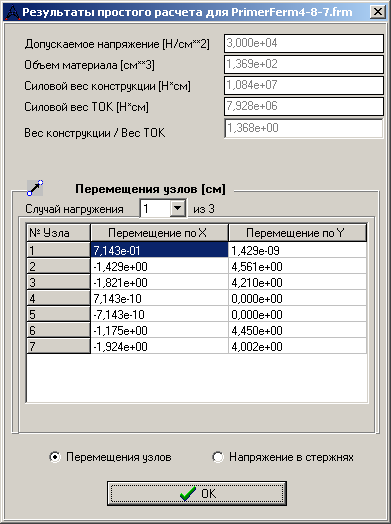 Результаты простого расчета для PrimerFerm4-8-7.frm
Допускаемое напряжение [Н/см**2] 3,000e+04
Объем материала [см**3] 1,369e+02
Силовой вес конструкции [Н*см] 1,084e+07
Силовой вес ТОК [Н*см] 7,928e+06
Вес конструкции / Вес ТОК 1,368e+00
Перемещения узлов [см]
Случай нагружения 1 из 3
№ Узла Перемещение по X Перемещение по Y
1 7,143e-01 1,429e-09
2 -1,429e+00 4,561e+00
3 -1,821e+00 4,210e+00
4 7,143e-10 0,000e+00
5 -7,143e-10 0,000e+00
6 -1,175e+00 4,450e+00
7 -1,924e+00 4,002e+00
Перемещения узлов Напряжение в стержнях
OK